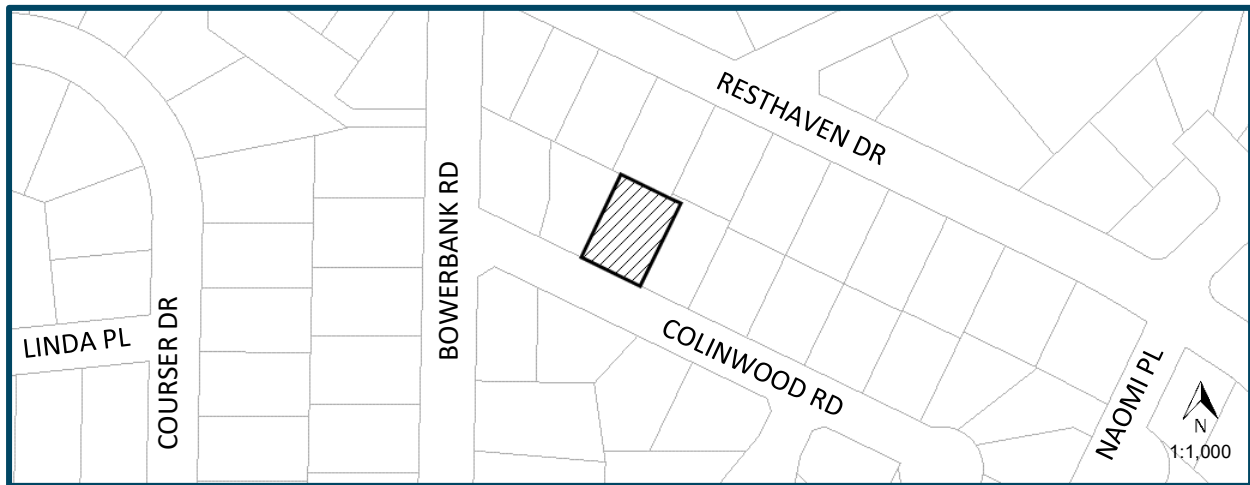 RESTHAVEN DR
BOWERBANK RD
COURSER DR
LINDA PL
COLINWOOD RD
NAOMI PL
N
1:1,000